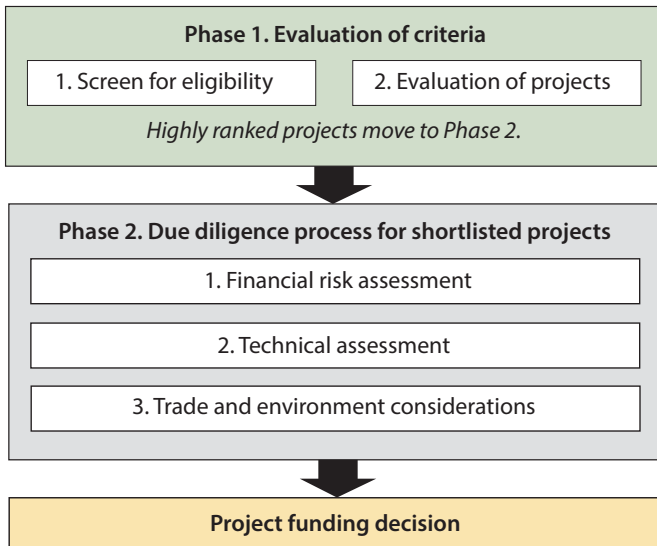 Phase 1. Evaluation of criteria
1. Screen for eligibility
2. Evaluation of projects
Highly ranked projects move to Phase 2.
Phase 2. Due diligence process for shortlisted projects
1. Financial risk assessment
2. Technical assessment
3. Trade and environment considerations
Project funding decision